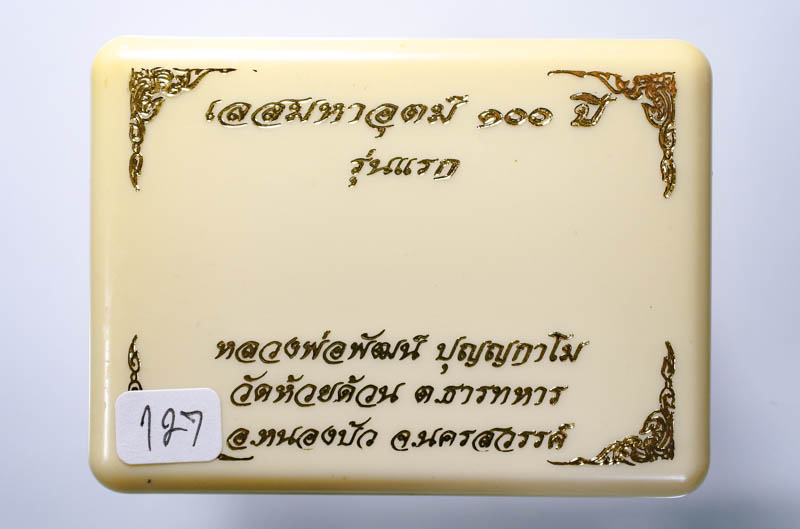 เลสมหาอุตม์ ๑๐๐ ปี
รุ่นแรก
หลวงพ่อพัฒน์ ปุญญกาโม
วัดห้วยด้วน ต.ธารทหาร
อ.หนองบัว จ.นครสวรรค์
127